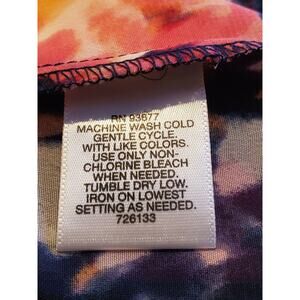 RN 93677
MACHINE WASH COLD
GENTLE CYCLE.
WITH LIKE COLORS.
USE ONLY NON-
CHLORINE BLEACH
WHEN NEEDED.
TUMBLE DRY LOW.
IRON ON LOWEST
SETTING AS NEEDED.
726133